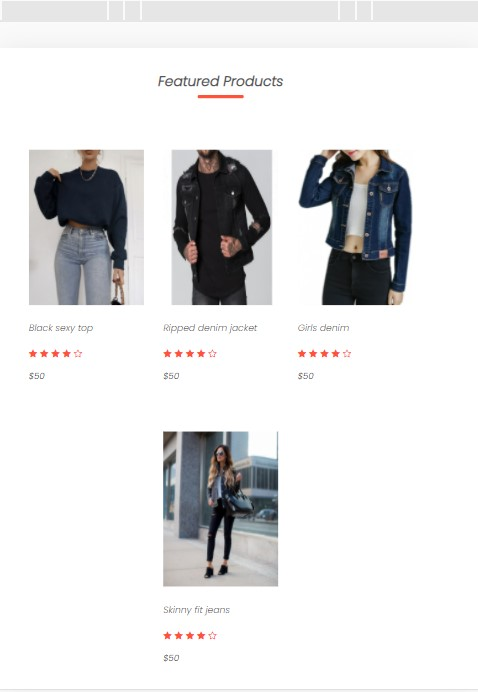 Featured Products
Black sexy top
Ripped denim jacket
Girls denim
$50
$50
$50
Skinny fit jeans
$50